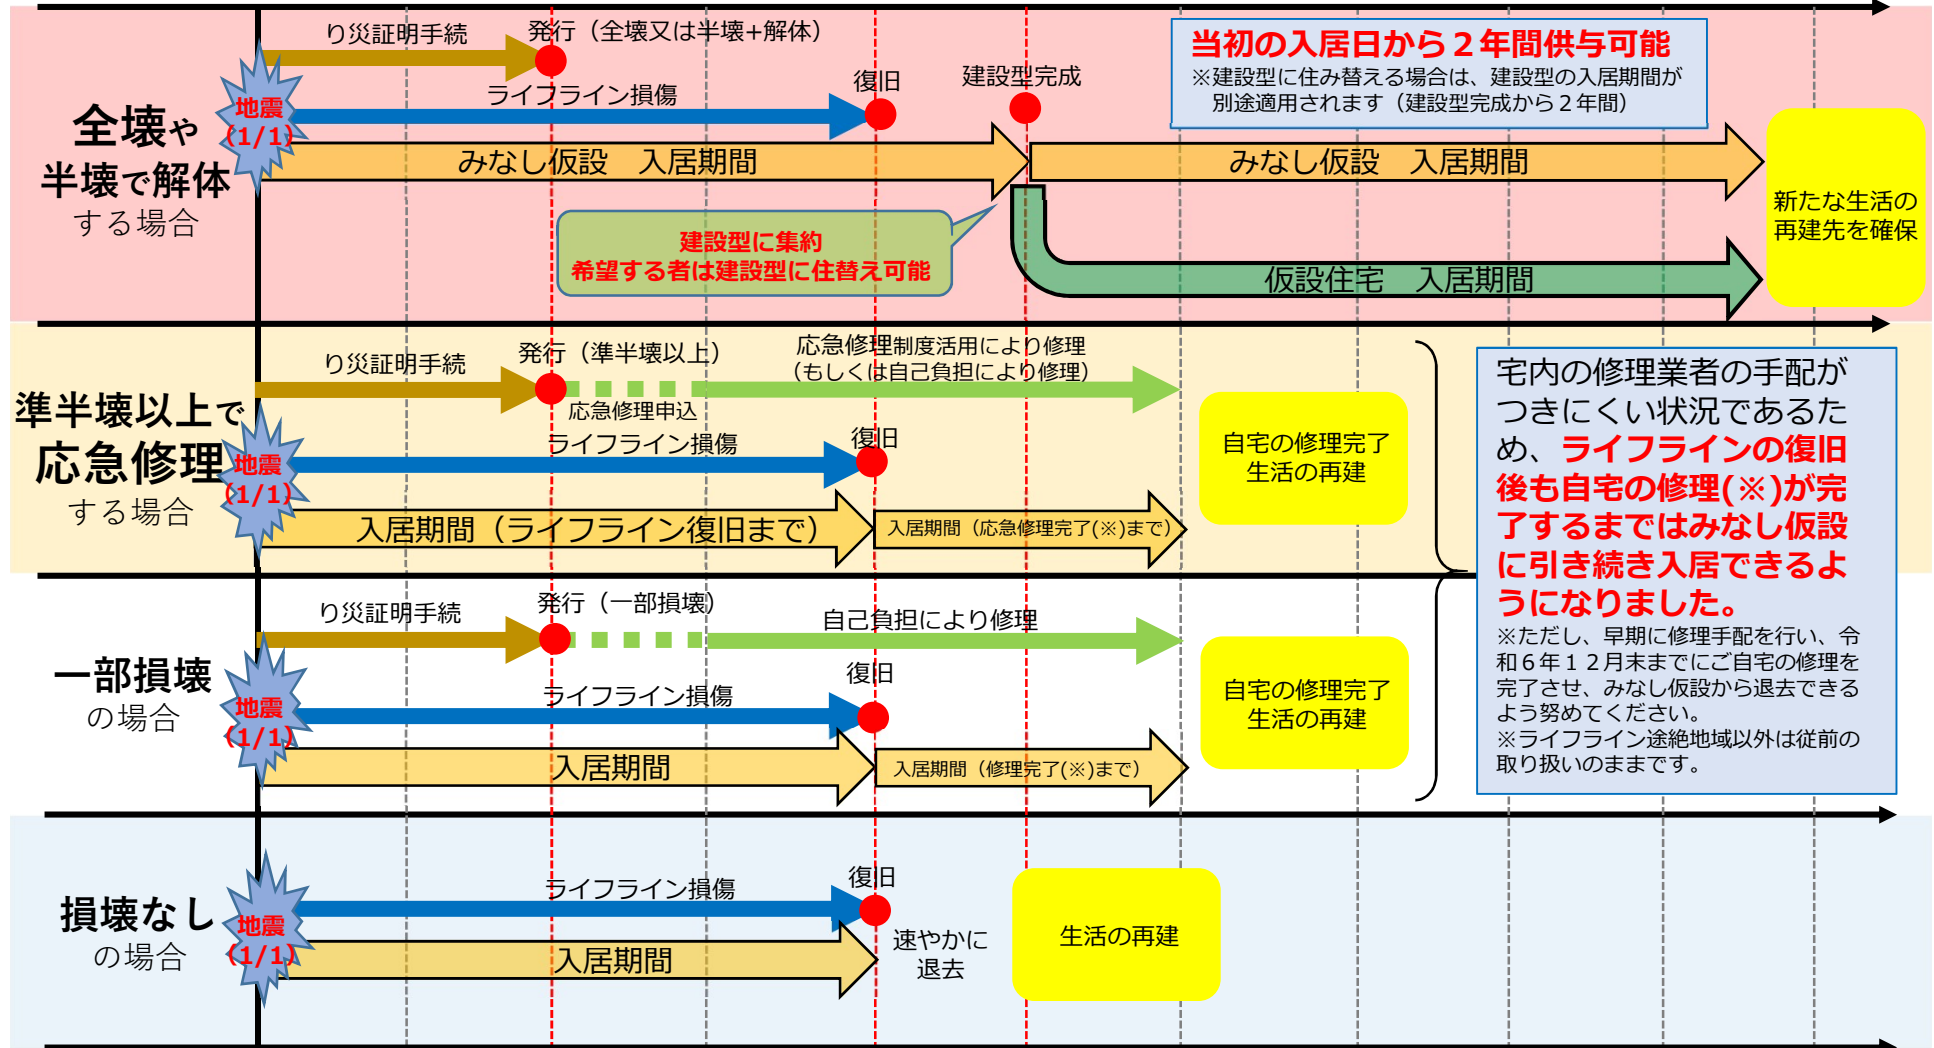 り災証明手続
発行（全壊又は半壊+解体）
ライフライン損傷
復旧
建設型完成
当初の入居日から２年間供与可能
※建設型に住み替える場合は、建設型の入居期間が
別途適用されます（建設型完成から２年間）
全壊や
半壊で解体
する場合
地震
(1/1)
みなし仮設　入居期間
みなし仮設　入居期間
建設型に集約
希望する者は建設型に住替え可能
仮設住宅　入居期間
新たな生活の
再建先を確保
準半壊以上で
応急修理
する場合
地震
(1/1)
り災証明手続
発行（準半壊以上）
応急修理制度活用により修理
（もしくは自己負担により修理）
応急修理申込
ライフライン損傷
復旧
入居期間（ライフライン復旧まで）
入居期間（応急修理完了(※)まで）
自宅の修理完了
生活の再建
宅内の修理業者の手配が
つきにくい状況であるた
め、ライフラインの復旧
後も自宅の修理(※)が完
了するまではみなし仮設
に引き続き入居できるよ
うになりました。
※ただし、早期に修理手配を行い、令
和６年１２月末までにご自宅の修理を
完了させ、みなし仮設から退去できる
よう努めてください。
※ライフライン途絶地域以外は従前の
取り扱いのままです。
一部損壊
の場合
地震
(1/1)
り災証明手続
発行（一部損壊）
自己負担により修理
ライフライン損傷
復旧
入居期間
入居期間（修理完了(※)まで）
自宅の修理完了
生活の再建
損壊なし
の場合
地震
(1/1)
ライフライン損傷
復旧
入居期間
速やかに
退去
生活の再建